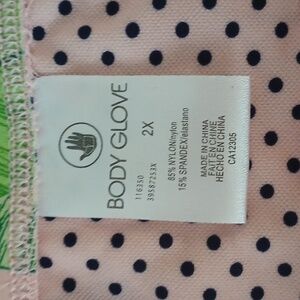 BODY GLOVE
2X
116350
39587253X
85% NYLON/nylon
15% SPANDEX/elastano
MADE IN CHINA
FAIT EN CHINE
HECHO EN CHINA
CA12305